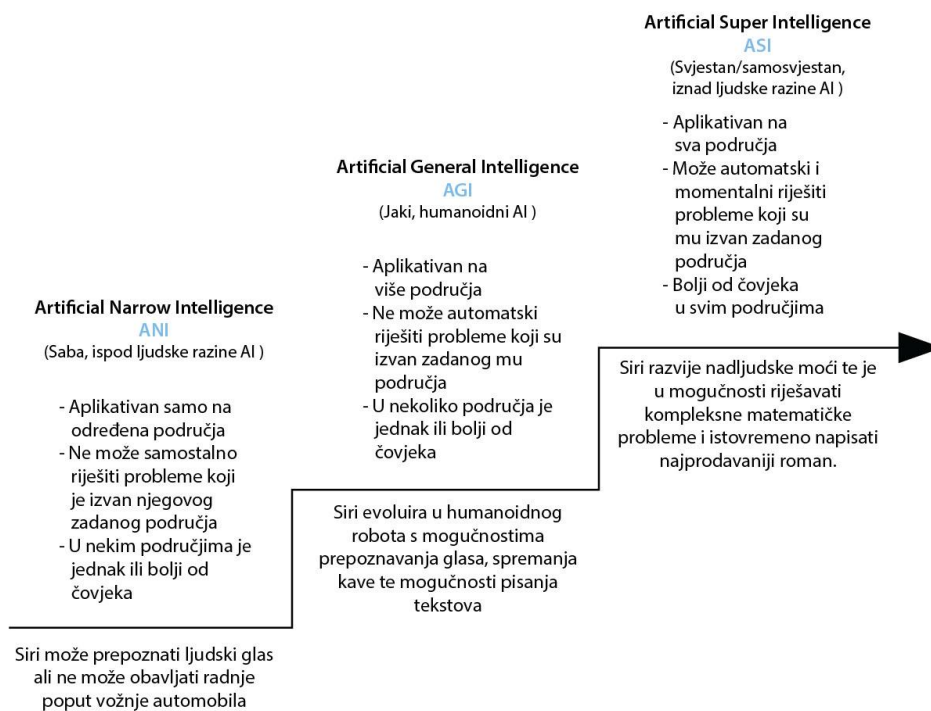 Artificial Narrow Intelligence
ANI
(Saba, ispod ljudske razine AI )
- Aplikativan samo na
određena područja
- Ne može samostalno
riješiti probleme koji
je izvan njegovog
zadanog područja
- U nekim područjima je
jednak ili bolji od
čovjeka
Siri može prepoznati ljudski glas
ali ne može obavljati radnje
poput vožnje automobila
Artificial General Intelligence
AGI
(Jaki, humanoidni AI )
- Aplikativan na
više područja
- Ne može automatski
riješiti probleme koji su
izvan zadanog mu
područja
- U nekoliko područja je
jednak ili bolji od
čovjeka
Siri evoluira u humanoidnog
robota s mogučnostima
prepoznavanja glasa, spremanja
kave te mogučnosti pisanja
tekstova
Artificial Super Intelligence
ASI
(Svjestan/samosvjestan,
iznad ljudske razine AI )
- Aplikativan na
sva područja
- Može automatski i
momentalni riješiti
probleme koji su
mu izvan zadanog
područja
- Bolji od čovjeka
u svim područjima
Siri razvije nadljudske moći te je
u mogučnosti riješavati
kompleksne matematičke
probleme i istovremeno napisati
najprodavaniji roman.